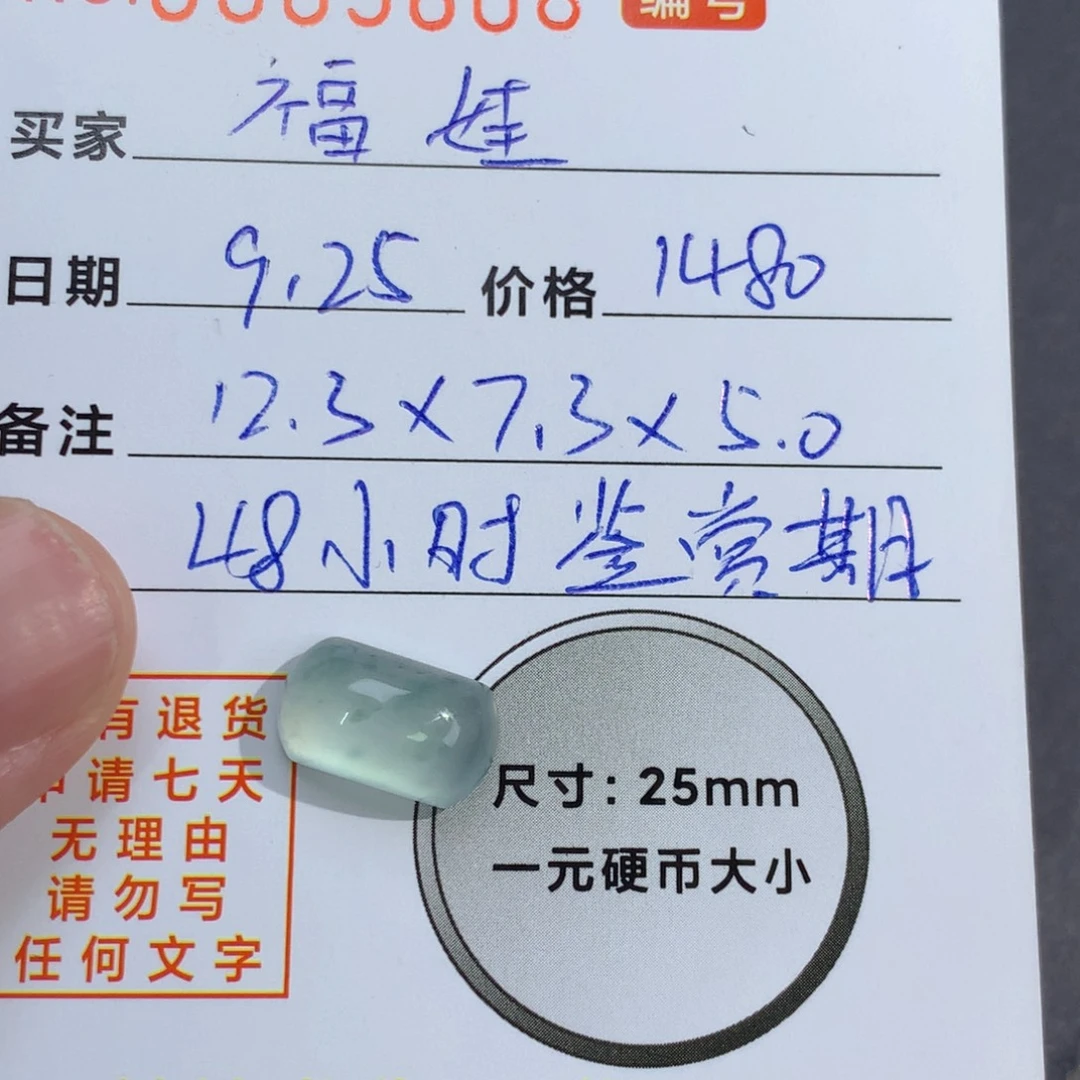 编号
买家 福娃
日期 9.25 价格 1480
备注 12.3×7.3×5.0
48小时鉴赏期
有退货
申请七天
无理由
请勿写
任何文字
尺寸：25mm
一元硬币大小